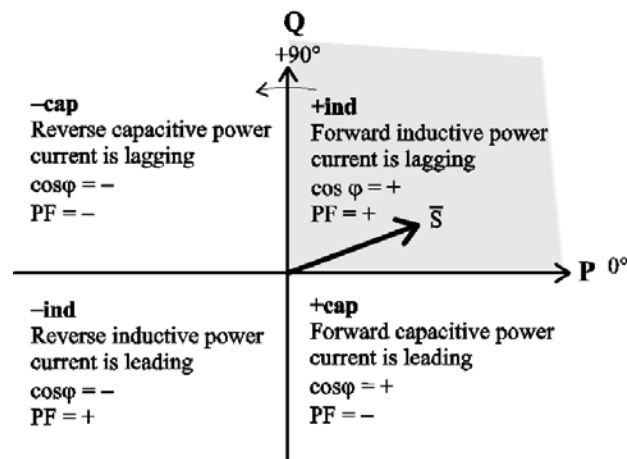 Q
+90°
–cap
Reverse capacitive power
current is lagging
cosφ = –
PF = –
+ind
Forward inductive power
current is lagging
cos φ = +
PF = +
S̅
P 0°
–ind
Reverse inductive power
current is leading
cosφ = –
PF = +
+cap
Forward capacitive power
current is leading
cosφ = +
PF = –